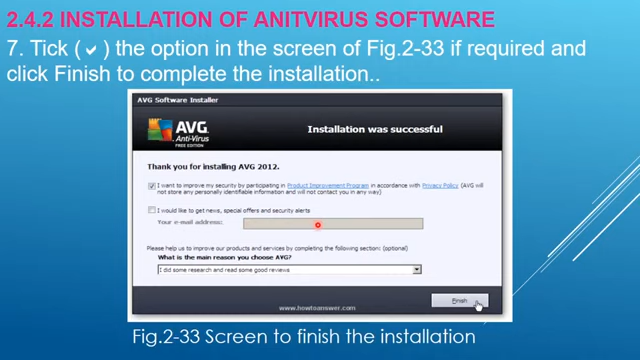 2.4.2 INSTALLATION OF ANITVIRUS SOFTWARE
7. Tick (✓) the option in the screen of Fig.2-33 if required and
click Finish to complete the installation..
AVG Software Installer
AVG.
Anti-Virus
FREE EDITION
Installation was successful
Thank you for installing AVG 2012.
I want to improve my security by participating in Product Improvement Program in accordance with Privacy Policy (AVG will
not store any personally identifiable information and will not contact you in any way)
I would like to get news, special offers and security alerts
Your e-mail address:
Please help us to improve our products and services by completing the following section: (optional)
What is the main reason you choose AVG?
I did some research and read some good reviews
Finish
www.howtoanswer.com
Fig.2-33 Screen to finish the installation